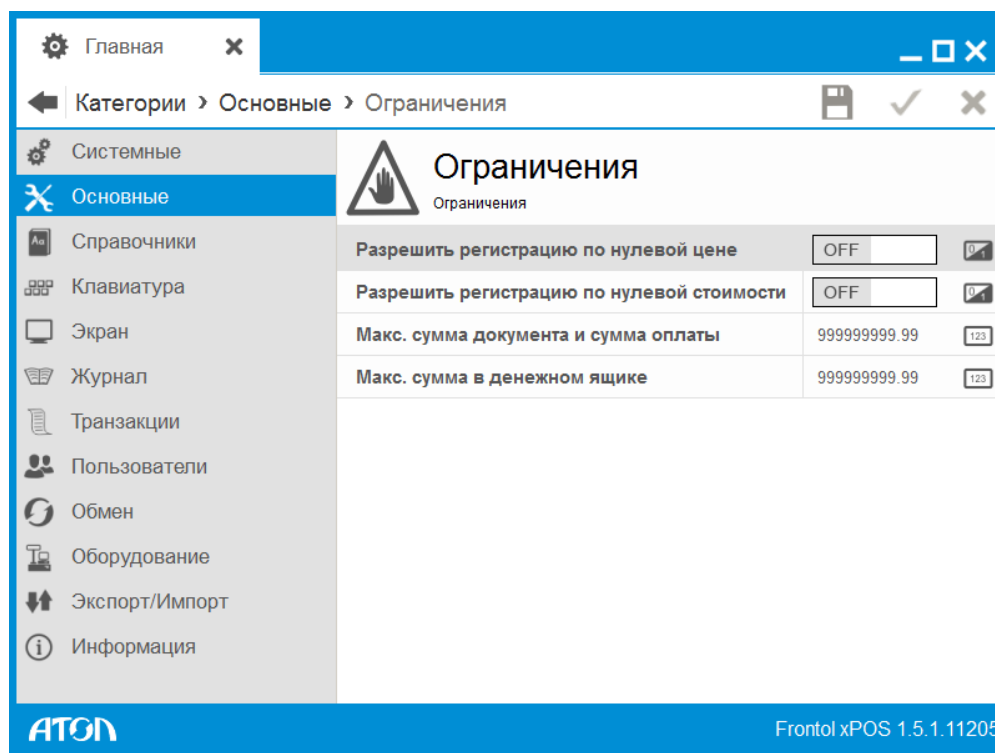 Главная
Категории > Основные > Ограничения
Системные
Основные
Справочники
Клавиатура
Экран
Журнал
Транзакции
Пользователи
Обмен
Оборудование
Экспорт/Импорт
Информация
Ограничения
Ограничения
Разрешить регистрацию по нулевой цене OFF
Разрешить регистрацию по нулевой стоимости OFF
Макс. сумма документа и сумма оплаты 999999999.99 123
Макс. сумма в денежном ящике 999999999.99 123
АТОЛ Frontol xPOS 1.5.1.11205